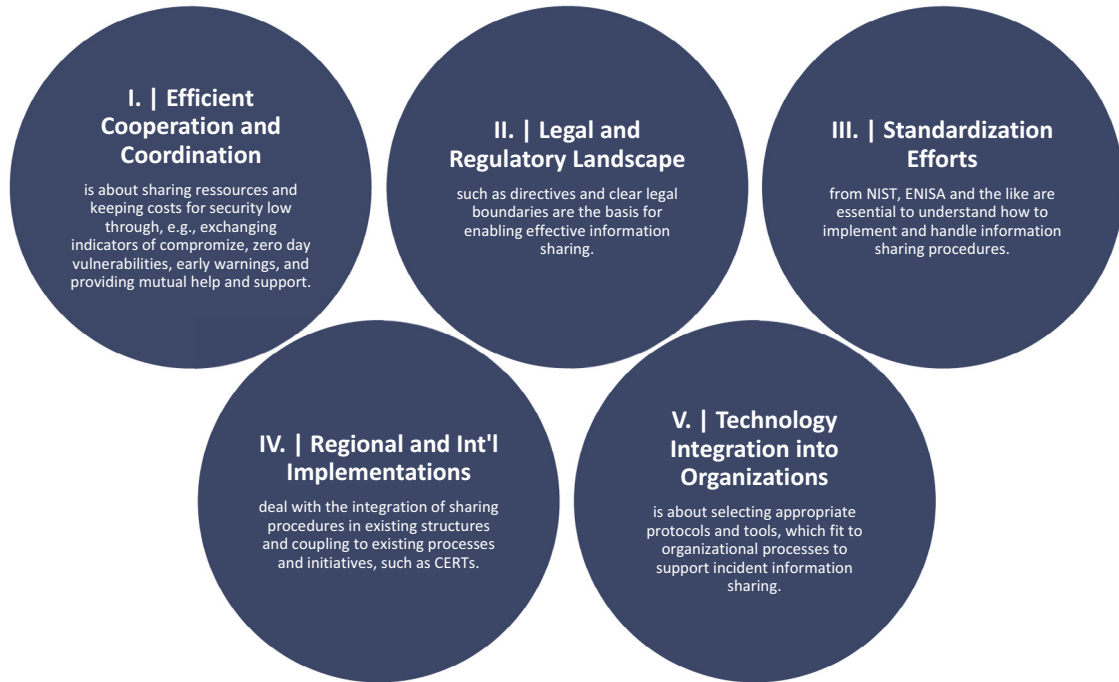 I. | Efficient
Cooperation and
Coordination
is about sharing ressources and
keeping costs for security low
through, e.g., exchanging
indicators of compromize, zero day
vulnerabilities, early warnings, and
providing mutual help and support.
II. | Legal and
Regulatory Landscape
such as directives and clear legal
boundaries are the basis for
enabling effective information
sharing.
III. | Standardization
Efforts
from NIST, ENISA and the like are
essential to understand how to
implement and handle information
sharing procedures.
IV. | Regional and Int'l
Implementations
deal with the integration of sharing
procedures in existing structures
and coupling to existing processes
and initiatives, such as CERTs.
V. | Technology
Integration into
Organizations
is about selecting appropriate
protocols and tools, which fit to
organizational processes to
support incident information
sharing.